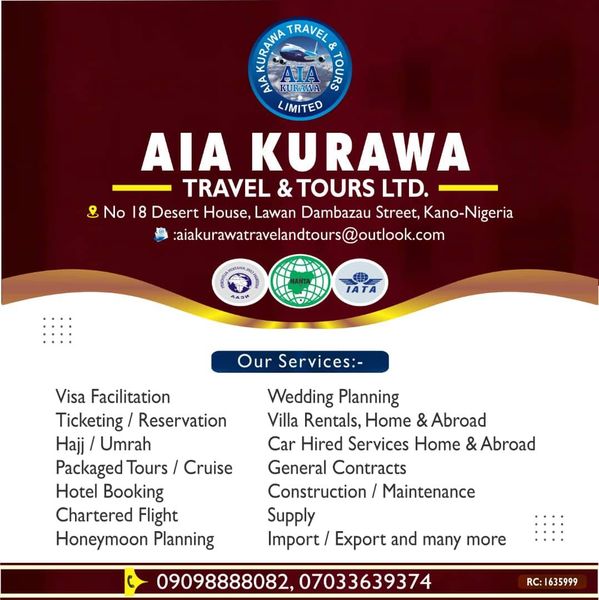 AIA KURAWA TRAVEL & TOURS
AIA
KURAWA
LIMITED
AIA KURAWA
TRAVEL & TOURS LTD.
No 18 Desert House, Lawan Dambazau Street, Kano-Nigeria
:aiakurawatravelandtours@outlook.com
NAHTA
IATA
Our Services:-
Visa Facilitation
Ticketing / Reservation
Hajj / Umrah
Packaged Tours / Cruise
Hotel Booking
Chartered Flight
Honeymoon Planning
Wedding Planning
Villa Rentals, Home & Abroad
Car Hired Services Home & Abroad
General Contracts
Construction / Maintenance
Supply
Import / Export and many more
09098888082, 07033639374
RC: 1635999